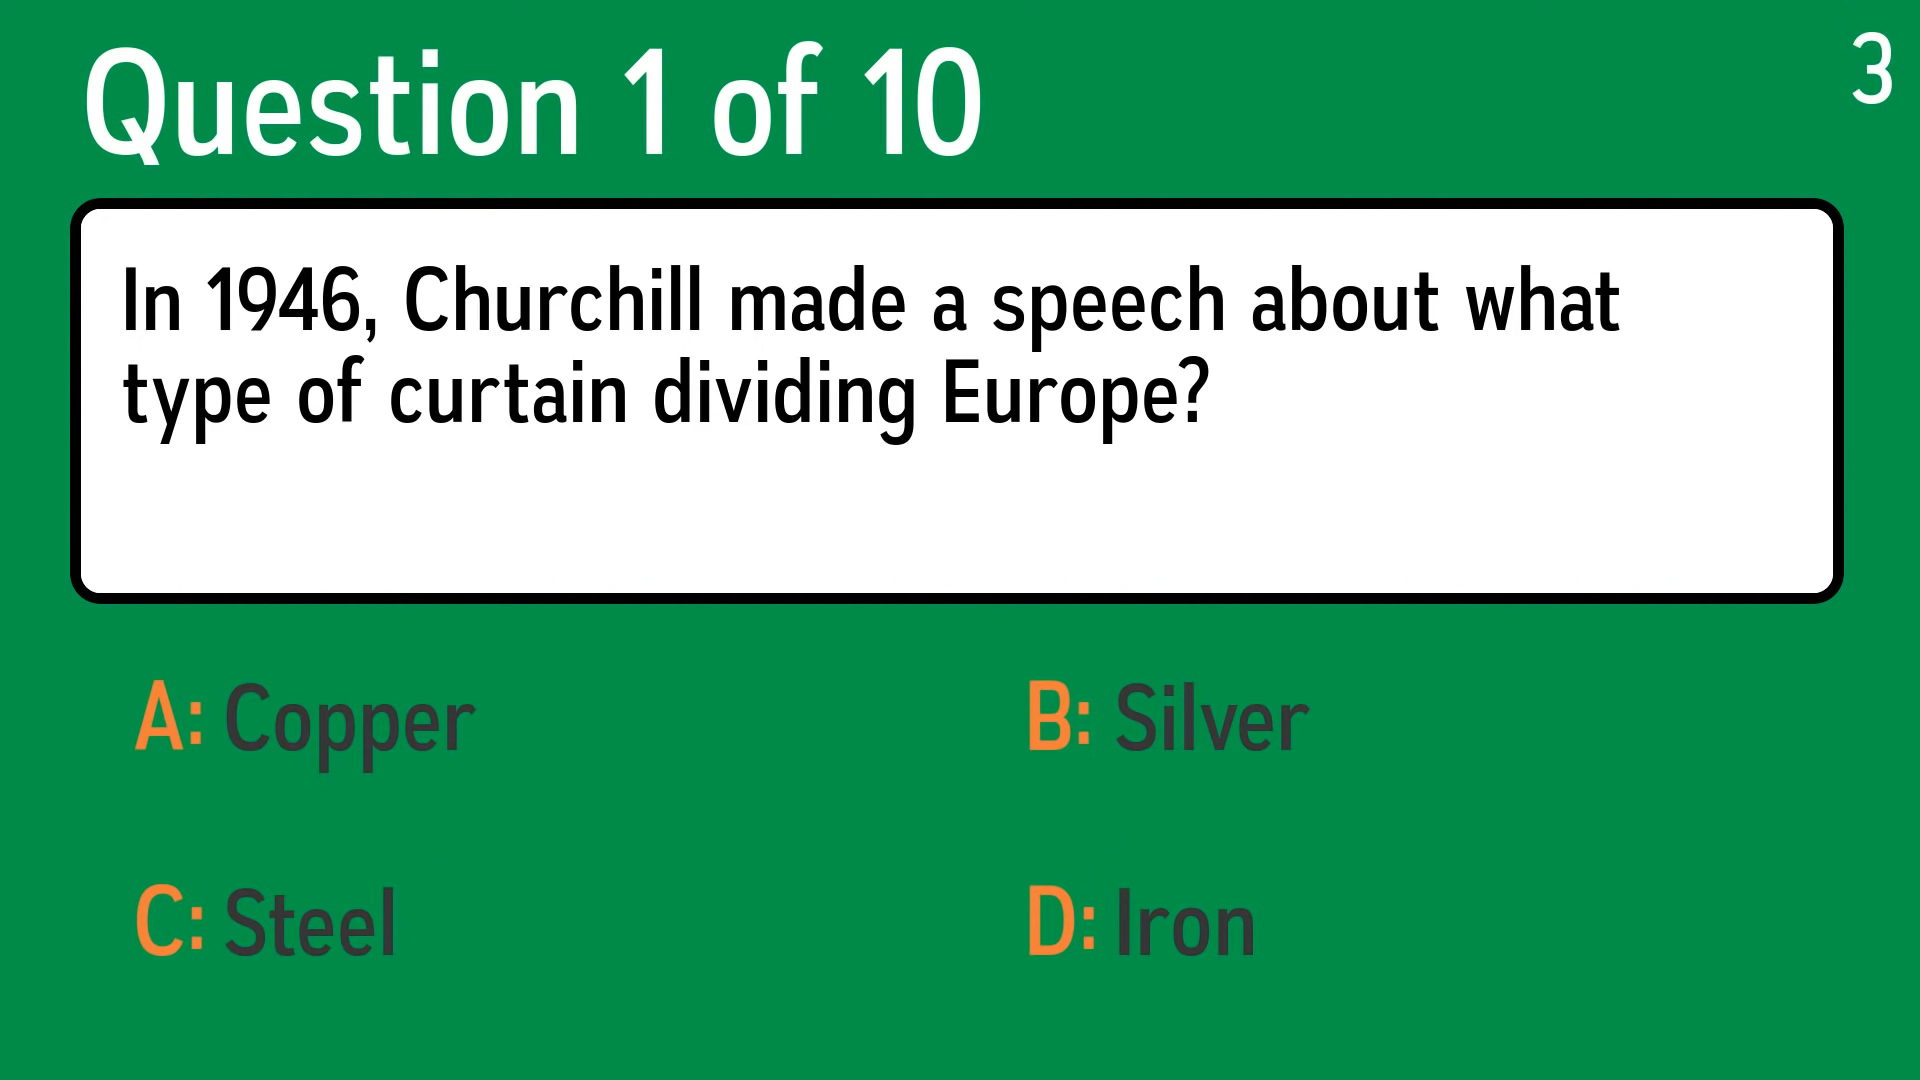 Question 1 of 10
3
In 1946, Churchill made a speech about what
type of curtain dividing Europe?
A: Copper
B: Silver
C: Steel
D: Iron